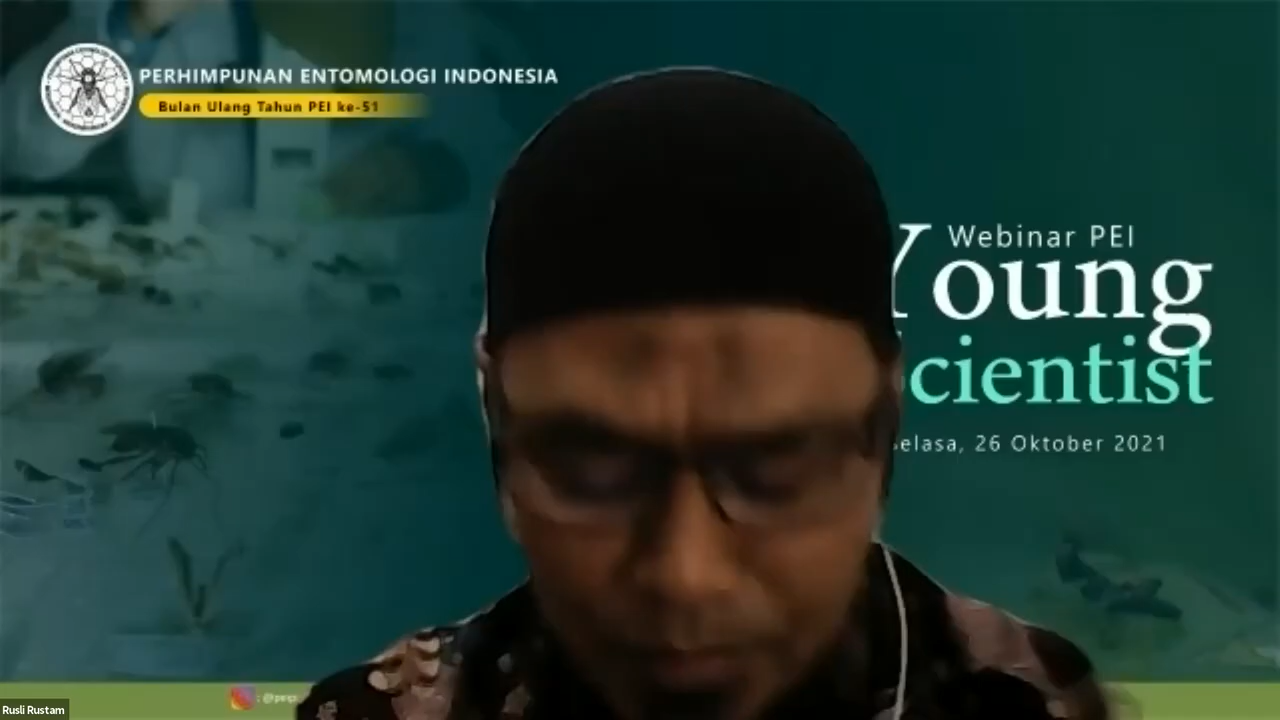 PERHIMPUNAN ENTOMOLOGI INDONESIA
Bulan Ulang Tahun PEI ke-51
Webinar PEI
Young
cientist
elasa, 26 Oktober 2021
Rusli Rustam